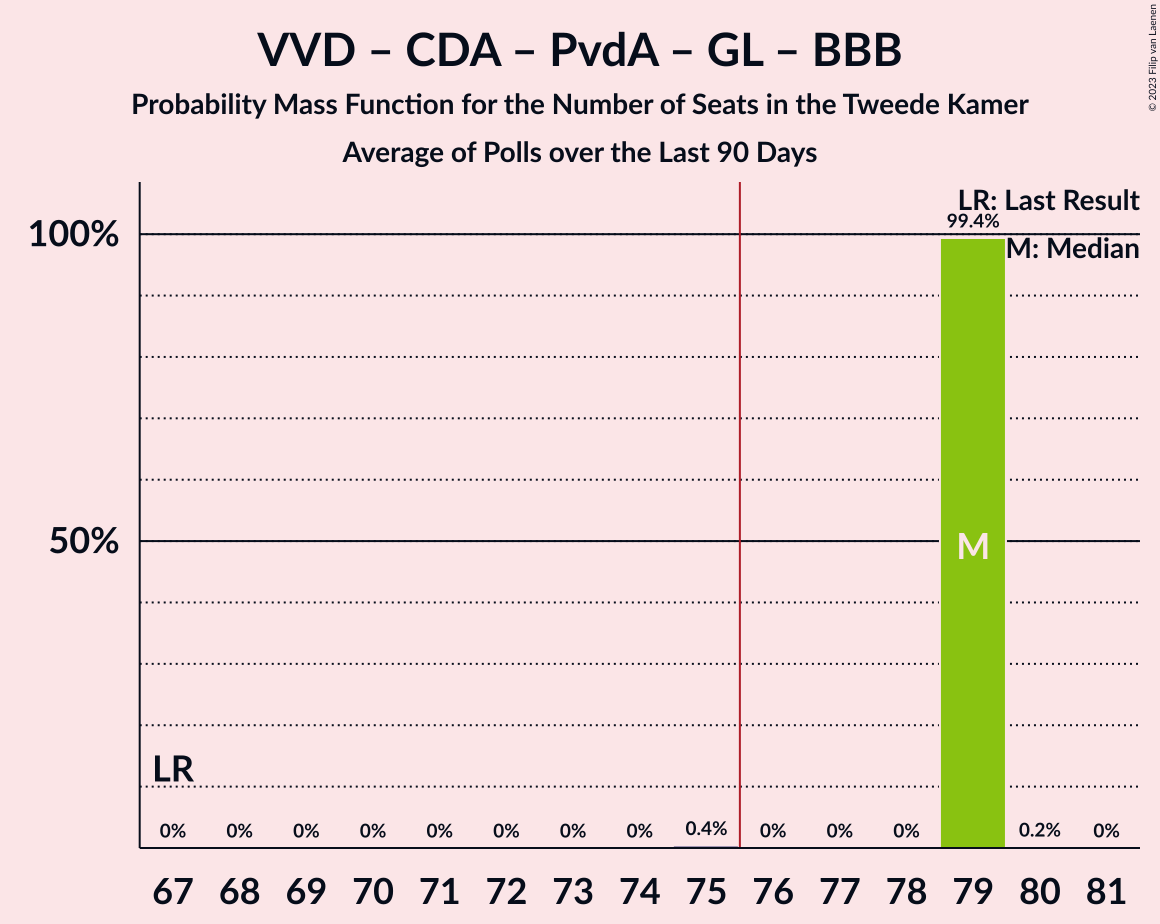 VVD – CDA – PvdA – GL – BBB
Probability Mass Function for the Number of Seats in the Tweede Kamer
Average of Polls over the Last 90 Days
© 2023 Filip van Laenen
LR: Last Result
M: Median
100%
50%
99.4%
M
LR
0% 0% 0% 0% 0% 0% 0% 0% 0.4% 0% 0% 0% 0.2% 0%
67 68 69 70 71 72 73 74 75 76 77 78 79 80 81